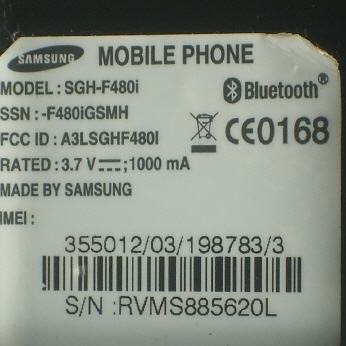 SAMSUNG MOBILE PHONE
MODEL : SGH-F480i
Bluetooth®
SSN : -F480iGSMH
FCC ID : A3LSGHF480I
CE0168
RATED : 3.7 V⎓;1000 mA
MADE BY SAMSUNG
IMEI :
355012/03/198783/3
S/N :RVMS885620L